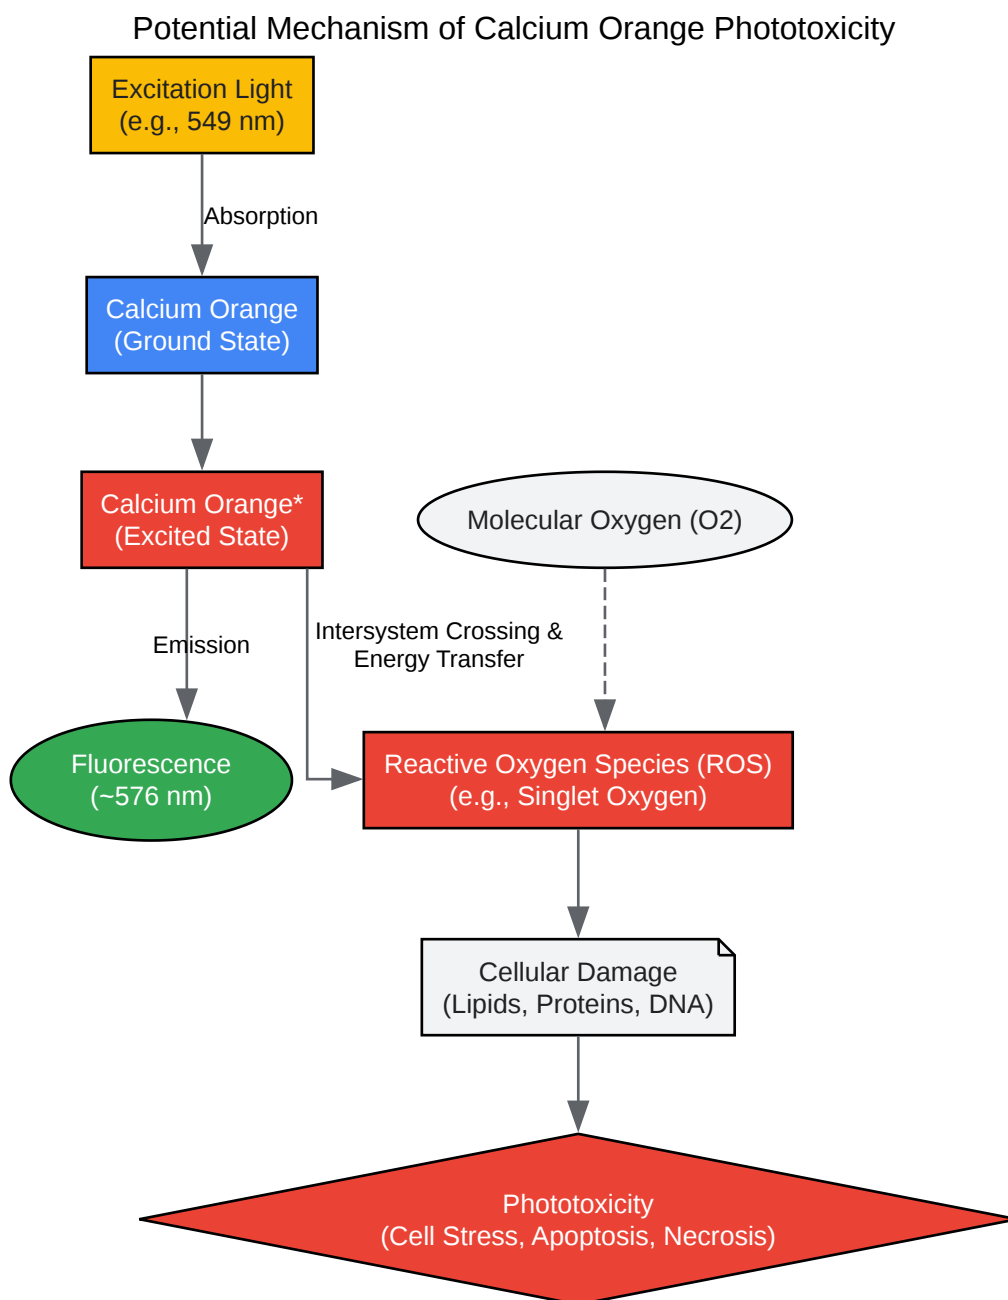 Potential Mechanism of Calcium Orange Phototoxicity
Excitation Light
(e.g., 549 nm)
Absorption
Calcium Orange
(Ground State)
Calcium Orange*
(Excited State)
Molecular Oxygen (O2)
Emission
Intersystem Crossing &
Energy Transfer
Fluorescence
(~576 nm)
Reactive Oxygen Species (ROS)
(e.g., Singlet Oxygen)
Cellular Damage
(Lipids, Proteins, DNA)
Phototoxicity
(Cell Stress, Apoptosis, Necrosis)